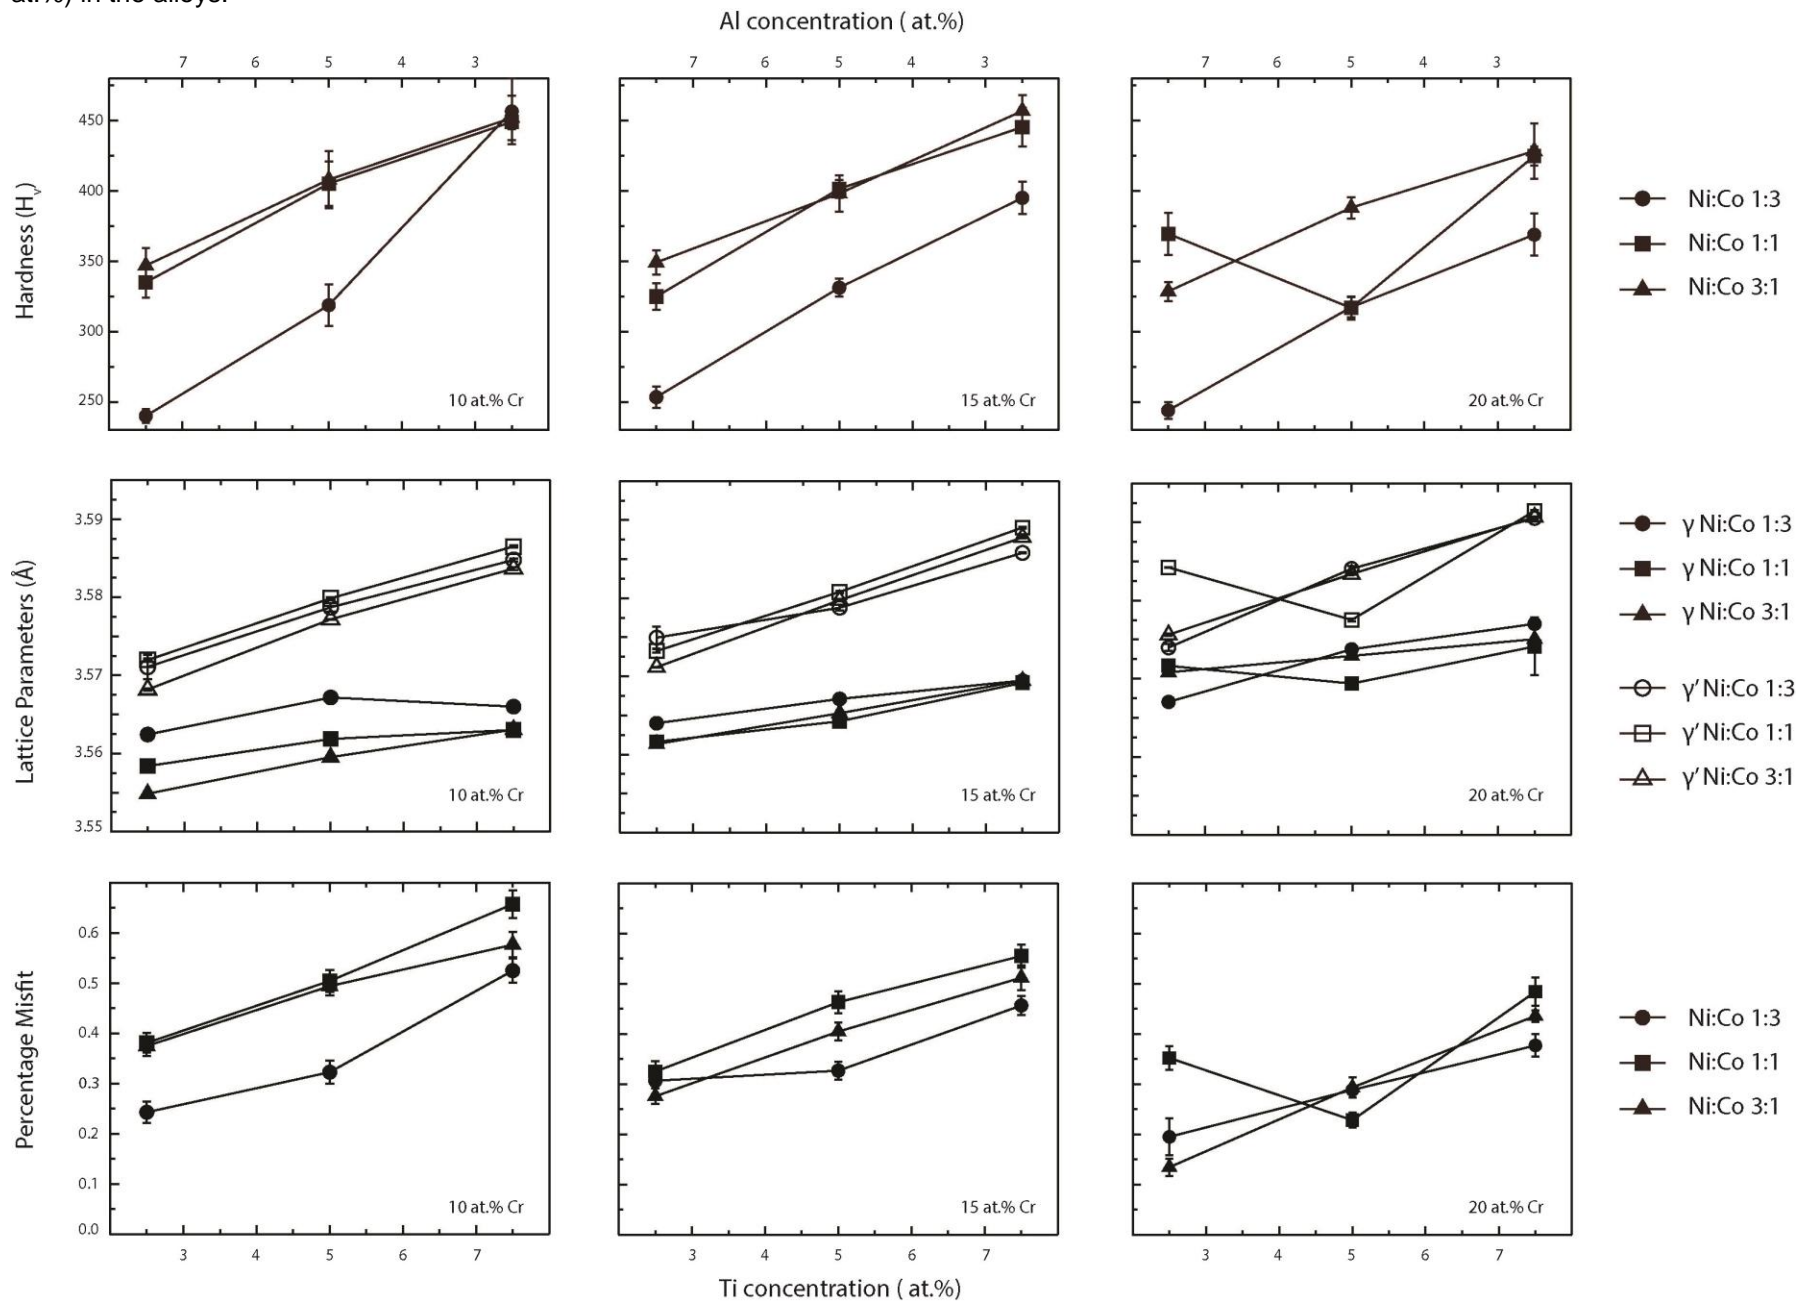 at.%) in the alloys.
Al concentration ( at.%)
7 6 5 4 3
7 6 5 4 3
7 6 5 4 3
Hardness (Hv)
450
400
350
300
250
10 at.% Cr
15 at.% Cr
20 at.% Cr
Ni:Co 1:3
Ni:Co 1:1
Ni:Co 3:1
Lattice Parameters (Å)
3.59
3.58
3.57
3.56
3.55
10 at.% Cr
15 at.% Cr
20 at.% Cr
γ Ni:Co 1:3
γ Ni:Co 1:1
γ Ni:Co 3:1
γ′ Ni:Co 1:3
γ′ Ni:Co 1:1
γ′ Ni:Co 3:1
Percentage Misfit
0.6
0.5
0.4
0.3
0.2
0.1
0.0
10 at.% Cr
15 at.% Cr
20 at.% Cr
Ni:Co 1:3
Ni:Co 1:1
Ni:Co 3:1
3 5 6 7
3 4 5 6 7
3 5 6 7
Ti concentration ( at.%)